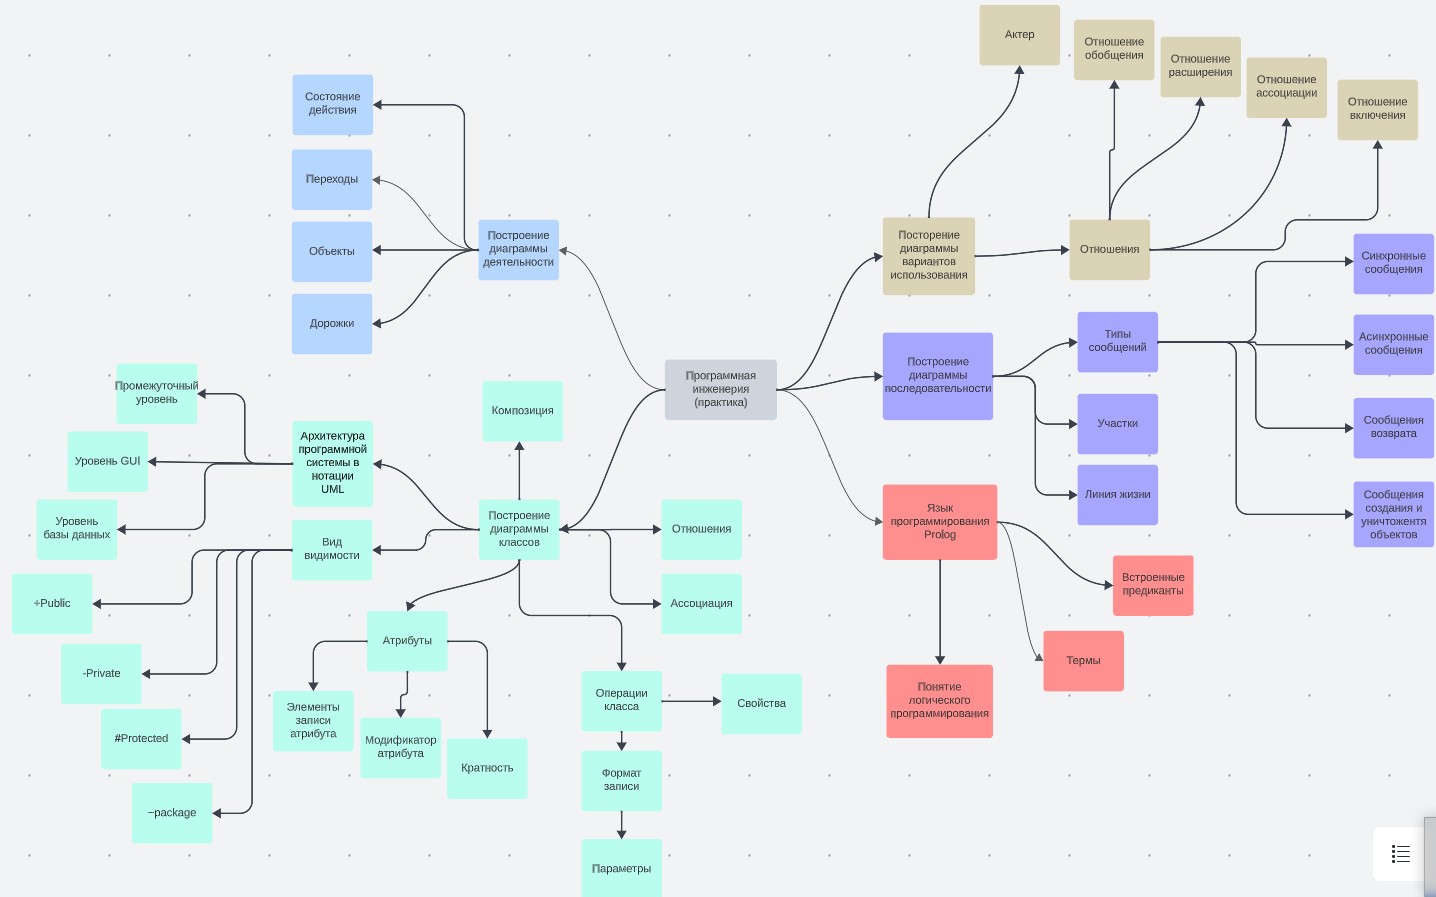 Актер
Отношение
обобщения
Отношение
расширения
Отношение
ассоциации
Отношение
включения
Состояние
действия
Переходы
Объекты
Дорожки
Построение
диаграммы
деятельности
Посторение
диаграммы
вариантов
использования
Отношения
Синхронные
сообщения
Асинхронные
сообщения
Сообщения
возврата
Сообщения
создания и
уничтожентя
объектов
Типы
сообщений
Участки
Линия жизни
Построение
диаграммы
последовательности
Программная
инженерия
(практика)
Промежуточный
уровень
Уровень GUI
Уровень
базы данных
Архитектура
программной
системы в
нотации
UML
Композиция
Построение
диаграммы
классов
Отношения
Ассоциация
Вид
видимости
+Public
-Private
#Protected
~package
Атрибуты
Элементы
записи
атрибута
Модификатор
атрибута
Кратность
Операции
класса
Свойства
Формат
записи
Параметры
Язык
программирования
Prolog
Встроенные
предиканты
Термы
Понятие
логического
программирования